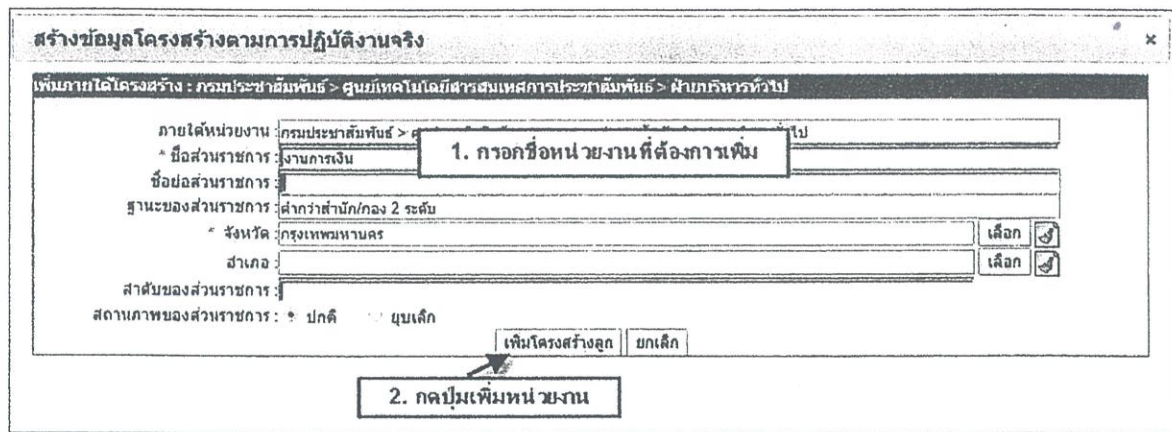 สร้างข้อมูลโครงสร้างตามการปฏิบัติงานจริง ×
เพิ่มภายใต้โครงสร้าง : กรมประชาสัมพันธ์ > ศูนย์เทคโนโลยีสารสนเทศการประชาสัมพันธ์ > ฝ่ายบริหารทั่วไป
ภายใต้หน่วยงาน : กรมประชาสัมพันธ์ >
1. กรอกชื่อหน่วยงานที่ต้องการเพิ่ม
* ชื่อส่วนราชการ : งานการเงิน
ชื่อย่อส่วนราชการ :
ฐานะของส่วนราชการ : ต่ำกว่าสำนัก/กอง 2 ระดับ
* จังหวัด : กรุงเทพมหานคร เลือก
อำเภอ : เลือก
ลำดับของส่วนราชการ :
สถานภาพของส่วนราชการ : ปกติ ยุบเลิก
เพิ่มโครงสร้างลูก ยกเลิก
2. กดปุ่มเพิ่มหน่วยงาน